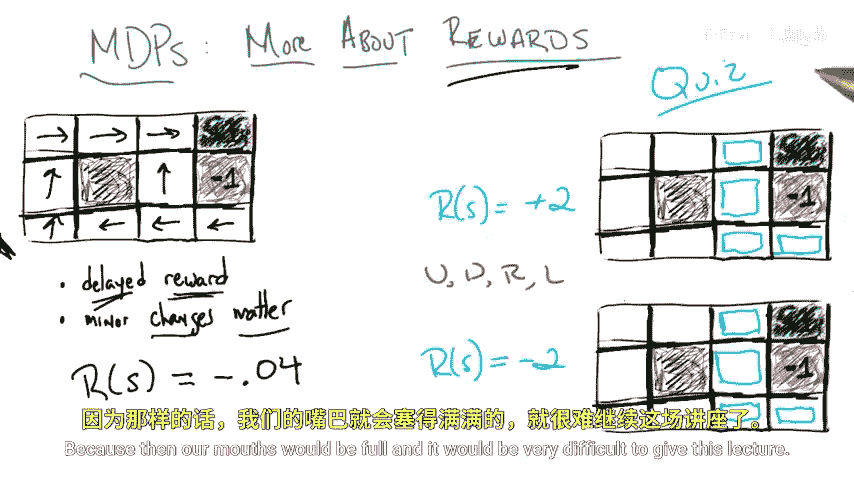 MDPs: MORE ABOUT REWARDS
Quiz
→ → →
↑ ↑ -1
↑ ← ← ←
• delayed reward
• minor changes matter
R(s) = -.04
R(s) = +2
U, D, R, L
R(s) = -2
-1
-1
因为那样的话，我们的嘴巴就会塞得满满的，就很难继续这场讲座了。
Because then our mouths would be full and it would be very difficult to give this lecture.